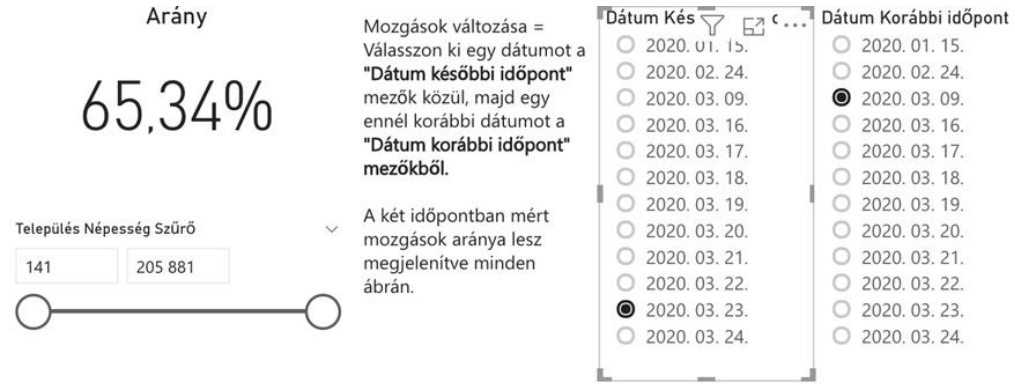 Arány
65,34%
Település Népesség Szűrő
141
205 881
Mozgások változása =
Válasszon ki egy dátumot a
"Dátum későbbi időpont"
mezők közül, majd egy
ennél korábbi dátumot a
"Dátum korábbi időpont"
mezőkből.
A két időpontban mért
mozgások aránya lesz
megjelenítve minden
ábrán.
Dátum Kés
2020. 01. 15.
2020. 02. 24.
2020. 03. 09.
2020. 03. 16.
2020. 03. 17.
2020. 03. 18.
2020. 03. 19.
2020. 03. 20.
2020. 03. 21.
2020. 03. 22.
2020. 03. 23.
2020. 03. 24.
Dátum Korábbi időpont
2020. 01. 15.
2020. 02. 24.
2020. 03. 09.
2020. 03. 16.
2020. 03. 17.
2020. 03. 18.
2020. 03. 19.
2020. 03. 20.
2020. 03. 21.
2020. 03. 22.
2020. 03. 23.
2020. 03. 24.